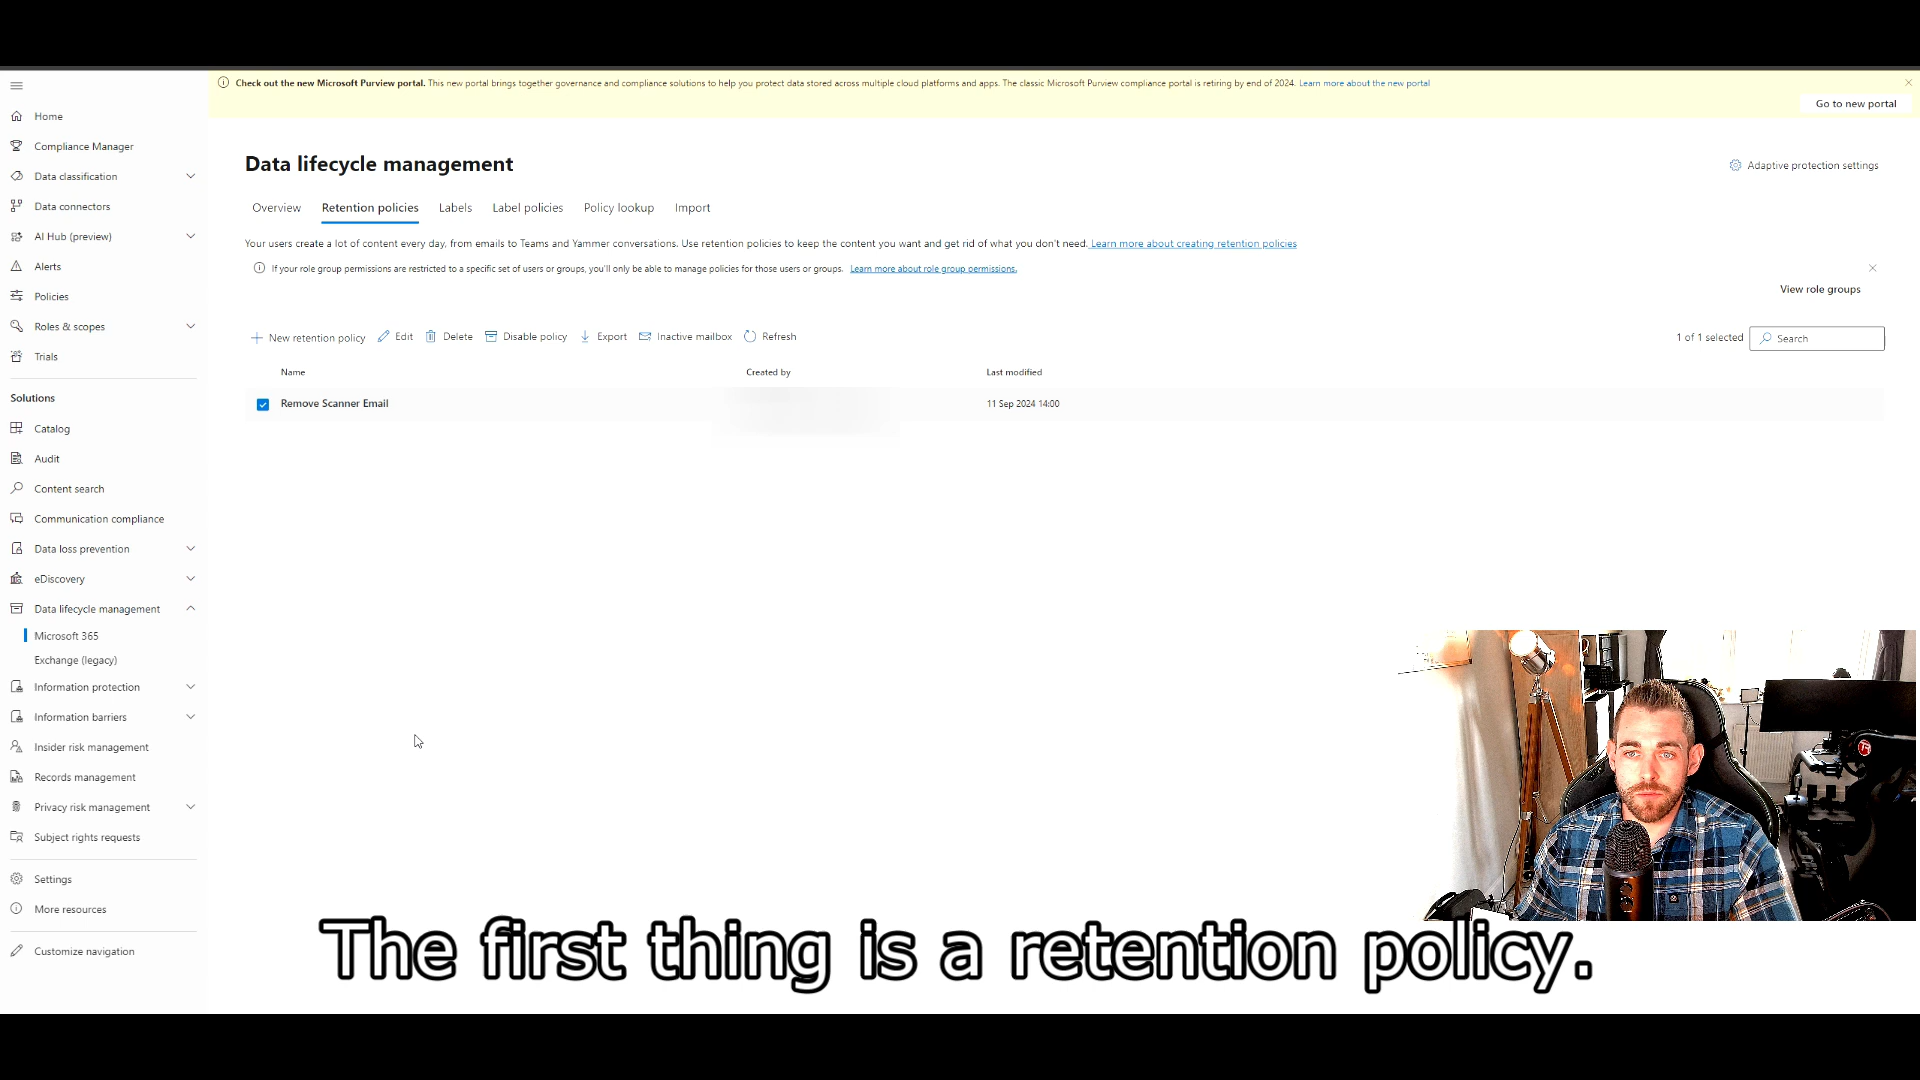 Check out the new Microsoft Purview portal. This new portal brings together governance and compliance solutions to help you protect data stored across multiple cloud platforms and apps. The classic Microsoft Purview compliance portal is retiring by end of 2024. Learn more about the new portal
Go to new portal
Home
Compliance Manager
Data classification
Data connectors
AI Hub (preview)
Alerts
Policies
Roles & scopes
Trials
Solutions
Catalog
Audit
Content search
Communication compliance
Data loss prevention
eDiscovery
Data lifecycle management
Microsoft 365
Exchange (legacy)
Information protection
Information barriers
Insider risk management
Records management
Privacy risk management
Subject rights requests
Settings
More resources
Customize navigation
Data lifecycle management
Adaptive protection settings
Overview Retention policies Labels Label policies Policy lookup Import
Your users create a lot of content every day, from emails to Teams and Yammer conversations. Use retention policies to keep the content you want and get rid of what you don't need. Learn more about creating retention policies
If your role group permissions are restricted to a specific set of users or groups, you'll only be able to manage policies for those users or groups. Learn more about role group permissions.
View role groups
New retention policy Edit Delete Disable policy Export Inactive mailbox Refresh 1 of 1 selected Search
Name Created by Last modified
Remove Scanner Email 11 Sep 2024 14:00
The first thing is a retention policy.